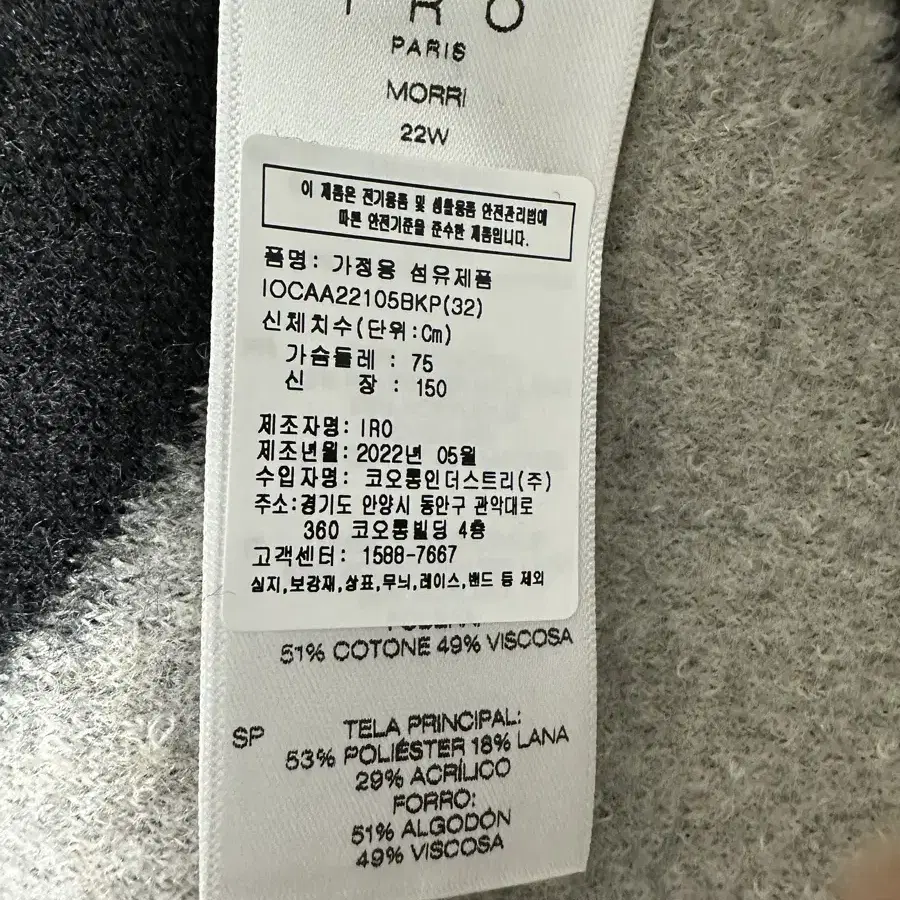 IRO
PARIS
MORRI
22W
이 제품은 전기용품 및 생활용품 안전관리법에
따른 안전기준을 준수한 제품입니다.
품명: 가정용 섬유제품
IOCAA22105BKP(32)
신체치수(단위:Cm)
가슴둘레 : 75
신 장 : 150
제조자명: IRO
제조년월: 2022년 05월
수입자명: 코오롱인더스트리(주)
주소:경기도 안양시 동안구 관악대로
360 코오롱빌딩 4층
고객센터: 1588-7667
심지,보강재,상표,무늬,레이스,밴드 등 제외
51% COTONE 49% VISCOSA
SP
TELA PRINCIPAL:
53% POLIÉSTER 18% LANA
29% ACRÍLICO
FORRO:
51% ALGODÓN
49% VISCOSA